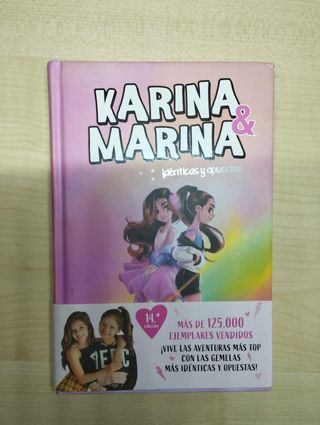 KARINA
&
MARINA
Idénticas y opuestas
14.ª
edición
MÁS DE 125.000
EJEMPLARES VENDIDOS
¡VIVE LAS AVENTURAS MÁS TOP
CON LAS GEMELAS
MÁS IDÉNTICAS Y OPUESTAS!